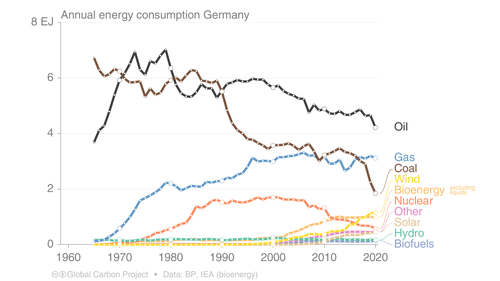 Annual energy consumption Germany
8 EJ
6
4
2
0
1960
1970
1980
1990
2000
2010
2020
Oil
Gas
Coal
Wind
Bioenergy excluding liquids
Nuclear
Other
Solar
Hydro
Biofuels
Global Carbon Project • Data: BP, IEA (bioenergy)